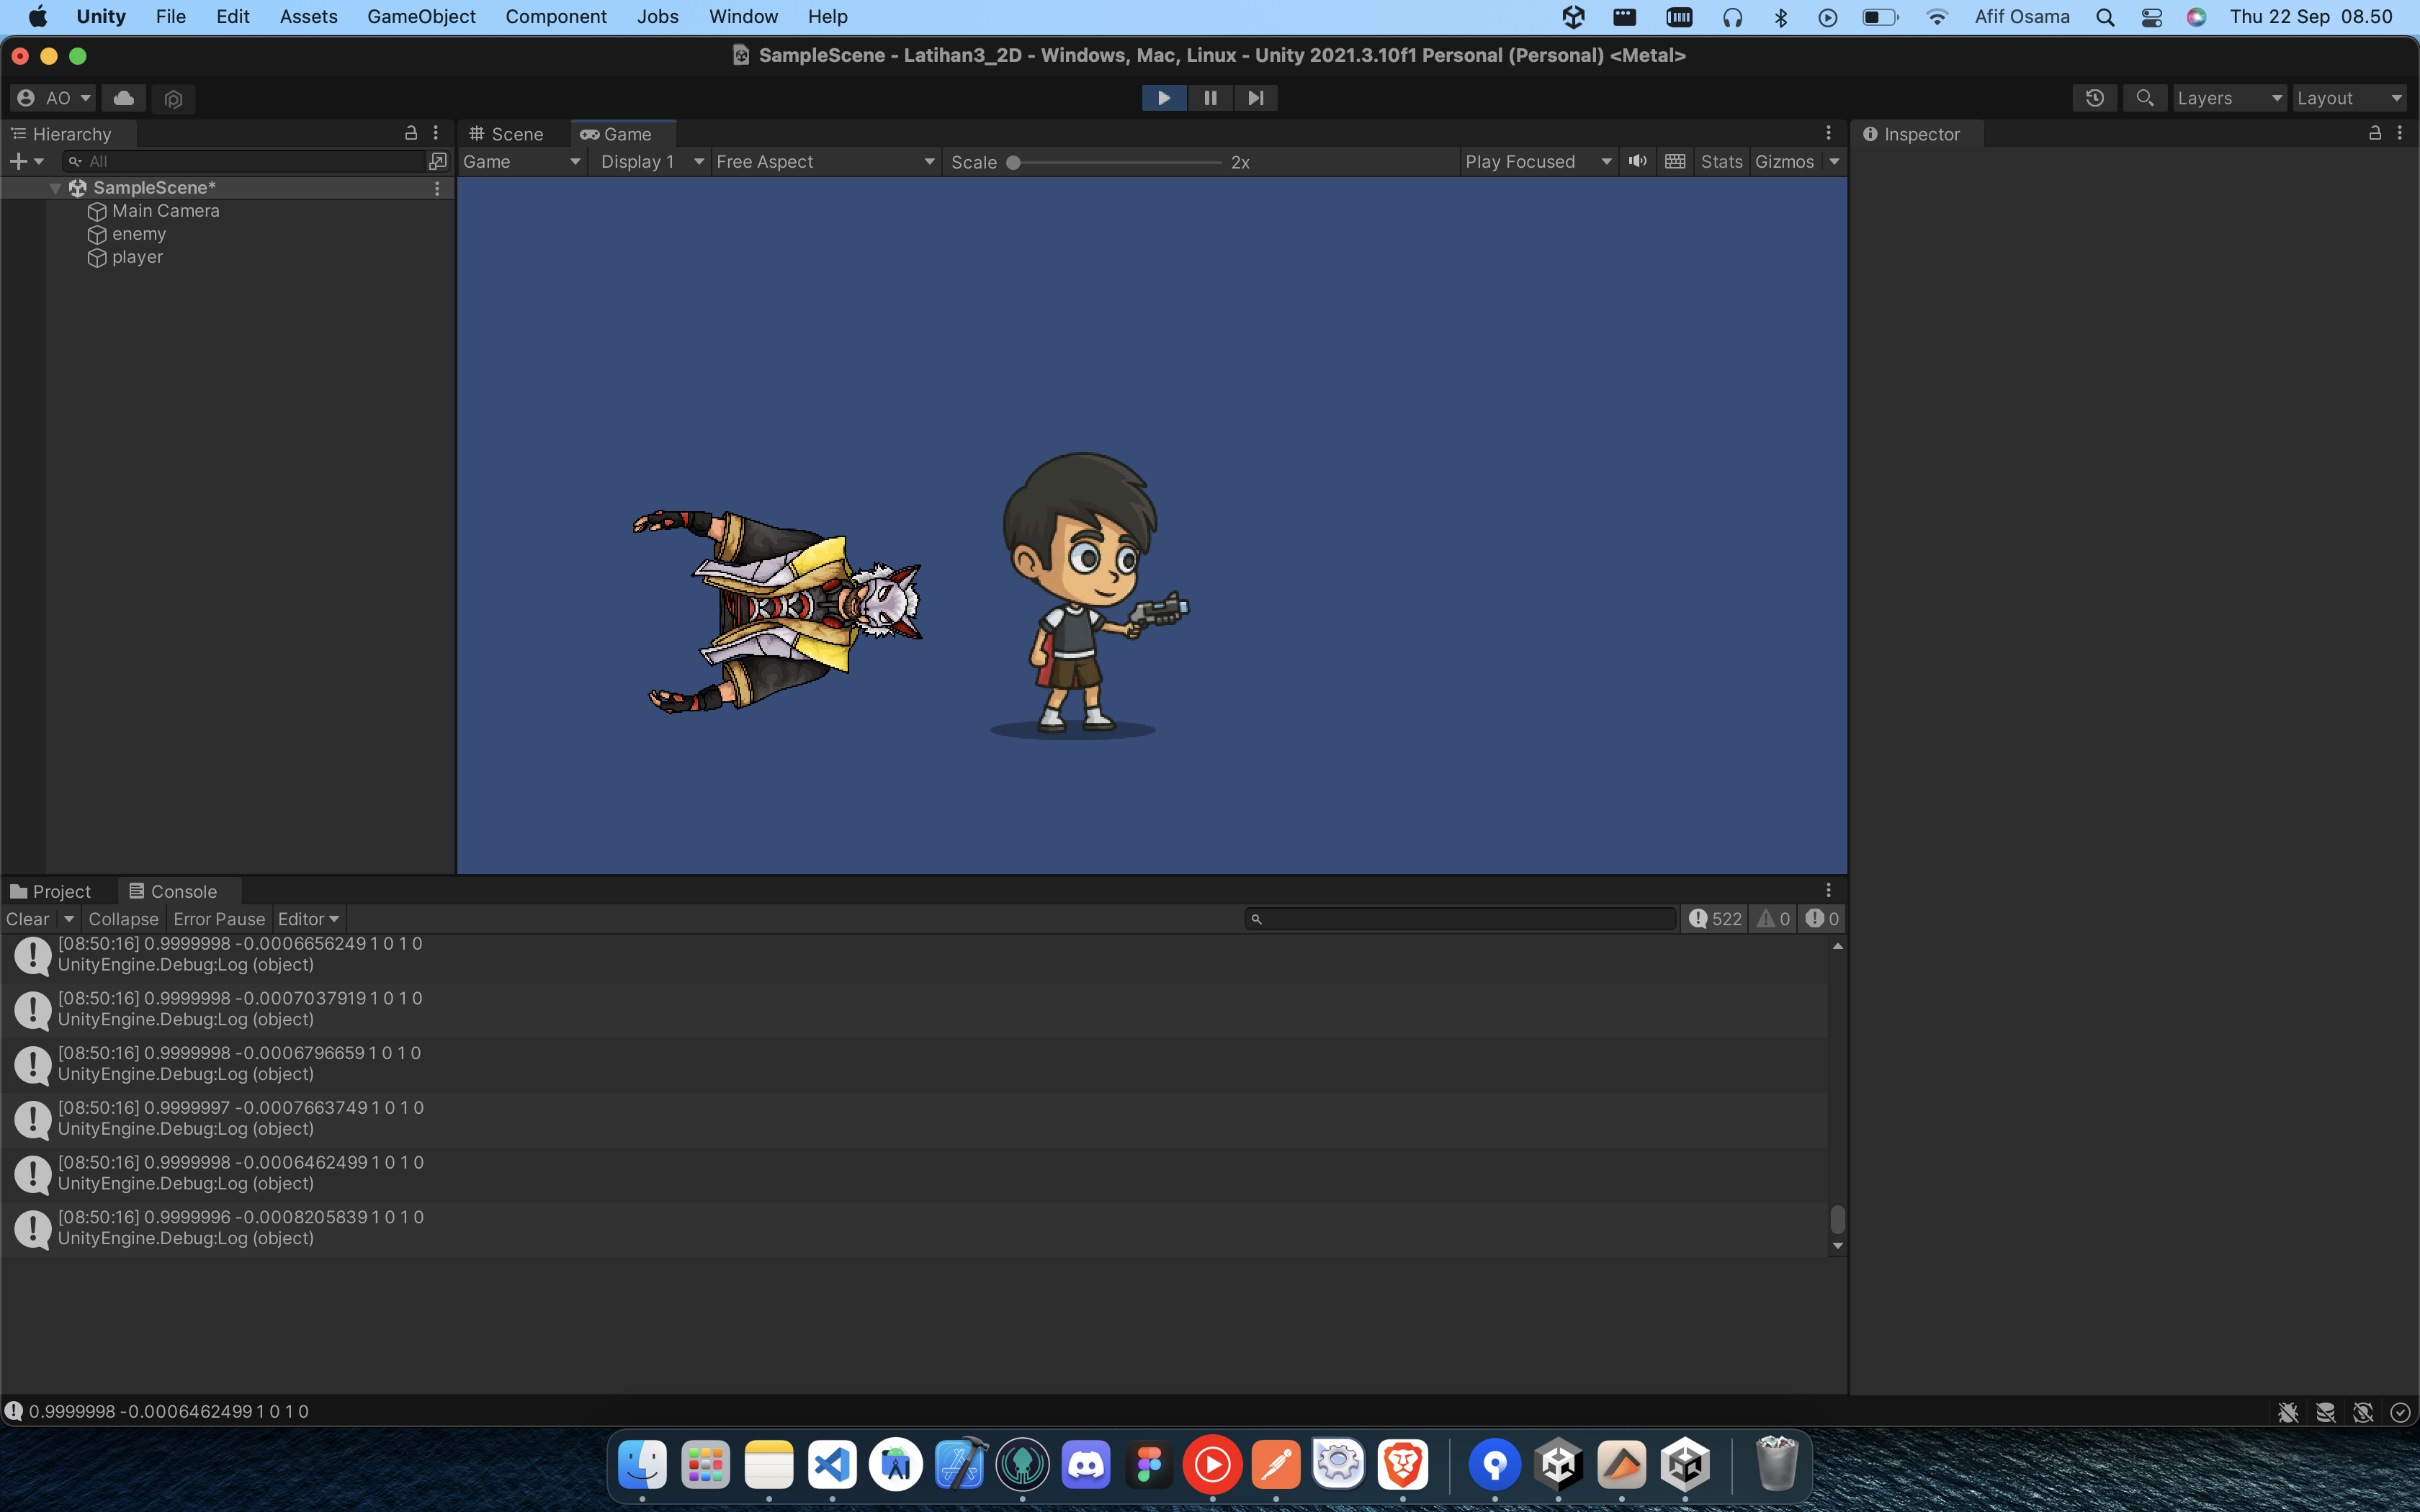 Unity File Edit Assets GameObject Component Jobs Window Help Afif Osama Thu 22 Sep 08.50
SampleScene - Latihan3_2D - Windows, Mac, Linux - Unity 2021.3.10f1 Personal (Personal) <Metal>
AO Layers Layout
Hierarchy
Scene Game
Inspector
All
Game Display 1 Free Aspect Scale 2x Play Focused Stats Gizmos
SampleScene*
Main Camera
enemy
player
Project Console
Clear Collapse Error Pause Editor 522 0 0
[08:50:16] 0.9999998 -0.0006656249 1 0 1 0
UnityEngine.Debug:Log (object)
[08:50:16] 0.9999998 -0.0007037919 1 0 1 0
UnityEngine.Debug:Log (object)
[08:50:16] 0.9999998 -0.0006796659 1 0 1 0
UnityEngine.Debug:Log (object)
[08:50:16] 0.9999997 -0.0007663749 1 0 1 0
UnityEngine.Debug:Log (object)
[08:50:16] 0.9999998 -0.0006462499 1 0 1 0
UnityEngine.Debug:Log (object)
[08:50:16] 0.9999996 -0.0008205839 1 0 1 0
UnityEngine.Debug:Log (object)
0.9999998 -0.0006462499 1 0 1 0